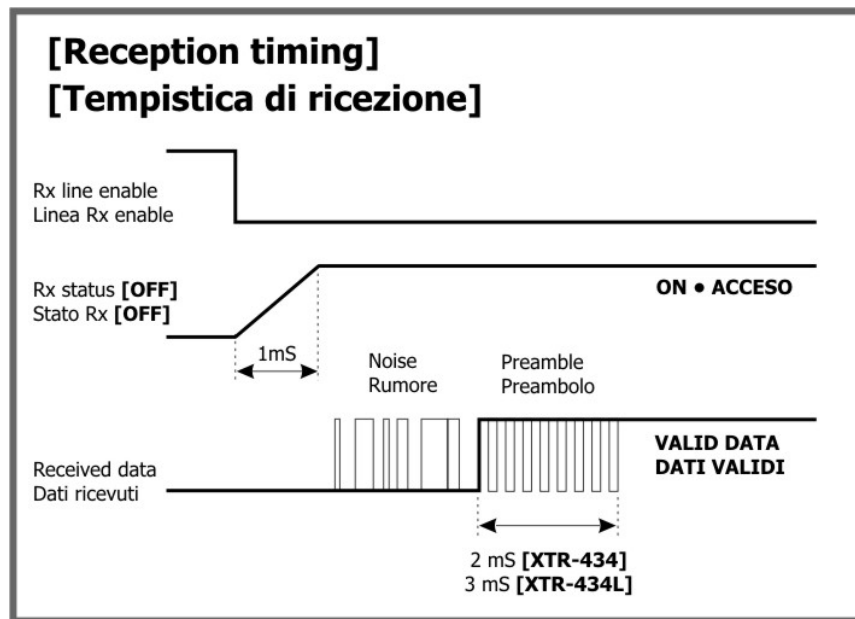 [Reception timing]
[Tempistica di ricezione]
Rx line enable
Linea Rx enable
Rx status [OFF]
Stato Rx [OFF]
ON • ACCESO
1mS
Noise
Rumore
Preamble
Preambolo
Received data
Dati ricevuti
VALID DATA
DATI VALIDI
2 mS [XTR-434]
3 mS [XTR-434L]